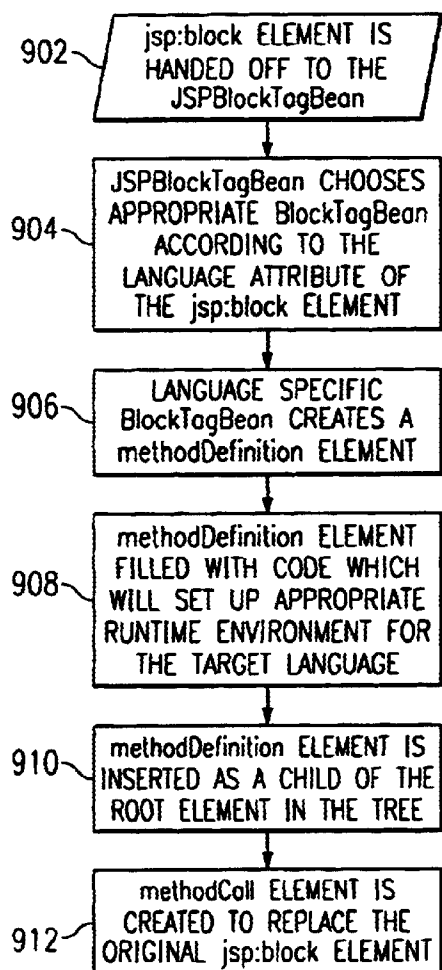 902
jsp:block ELEMENT IS
HANDED OFF TO THE
JSPBlockTagBean
904
JSPBlockTagBean CHOOSES
APPROPRIATE BlockTagBean
ACCORDING TO THE
LANGUAGE ATTRIBUTE OF
THE jsp:block ELEMENT
906
LANGUAGE SPECIFIC
BlockTagBean CREATES A
methodDefinition ELEMENT
908
methodDefinition ELEMENT
FILLED WITH CODE WHICH
WILL SET UP APPROPRIATE
RUNTIME ENVIRONMENT FOR
THE TARGET LANGUAGE
910
methodDefinition ELEMENT IS
INSERTED AS A CHILD OF THE
ROOT ELEMENT IN THE TREE
912
methodCall ELEMENT IS
CREATED TO REPLACE THE
ORIGINAL jsp:block ELEMENT